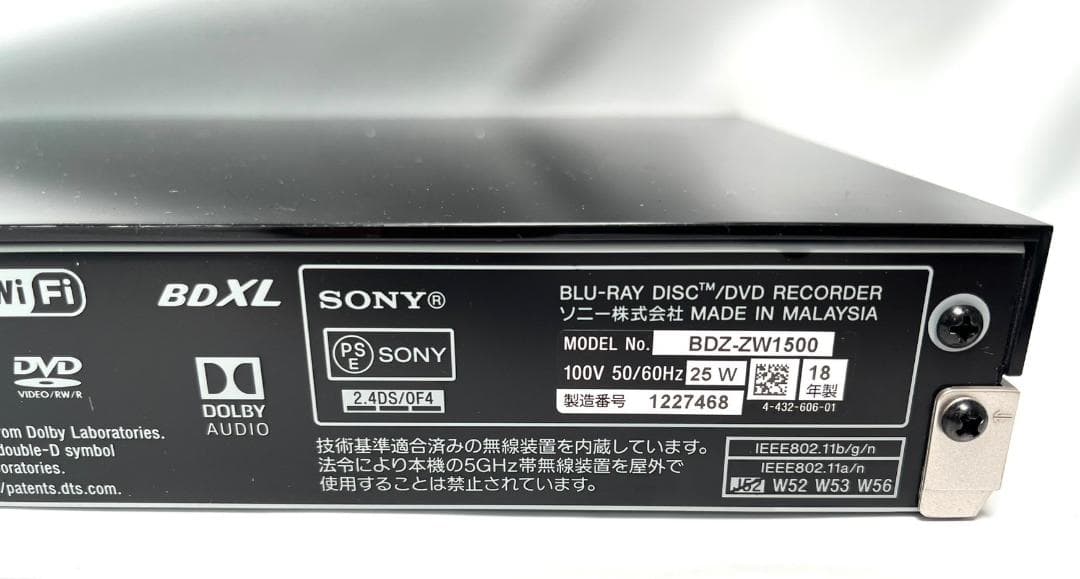 WiFi
BDXL
DVD
VIDEO/RW/R
DOLBY
AUDIO
from Dolby Laboratories.
double-D symbol
oratories.
/patents.dts.com.
SONY®
PS
E
SONY
2.4DS/OF4
BLU-RAY DISC™/DVD RECORDER
ソニー株式会社 MADE IN MALAYSIA
MODEL No. BDZ-ZW1500
100V 50/60Hz 25 W
18
年製
製造番号 1227468
4-432-606-01
技術基準適合済みの無線装置を内蔵しています。
法令により本機の5GHz帯無線装置を屋外で
使用することは禁止されています。
IEEE802.11b/g/n
IEEE802.11a/n
J52 W52 W53 W56